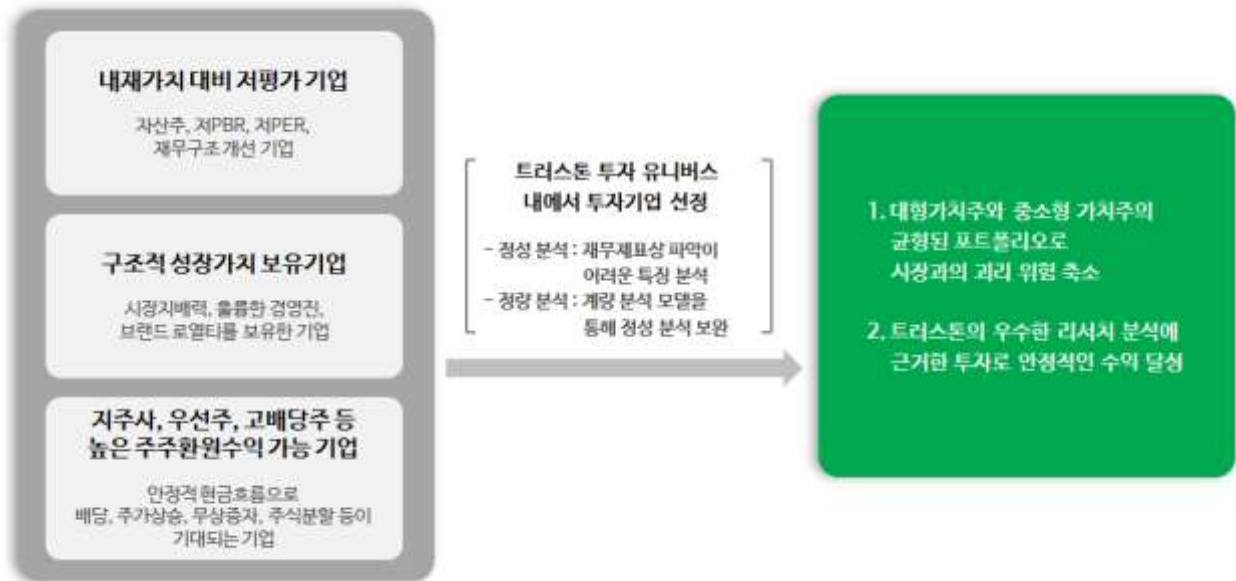 내재가치 대비 저평가 기업
자산주, 저PBR, 저PER,
재무구조 개선 기업
구조적 성장가치 보유기업
시장지배력, 훌륭한 경영진,
브랜드 로열티를 보유한 기업
지주사, 우선주, 고배당주 등
높은 주주환원수익 가능 기업
안정적 현금흐름으로
배당, 주가상승, 무상증자, 주식분할 등이
기대되는 기업
트러스톤 투자 유니버스
내에서 투자기업 선정
- 정성 분석 : 재무제표상 파악이
어려운 특징 분석
- 정량 분석 : 계량 분석 모델을
통해 정성 분석 보완
1. 대형가치주와 중소형 가치주의
균형된 포트폴리오로
시장과의 괴리 위험 축소
2. 트러스톤의 우수한 리서치 분석에
근거한 투자로 안정적인 수익 달성